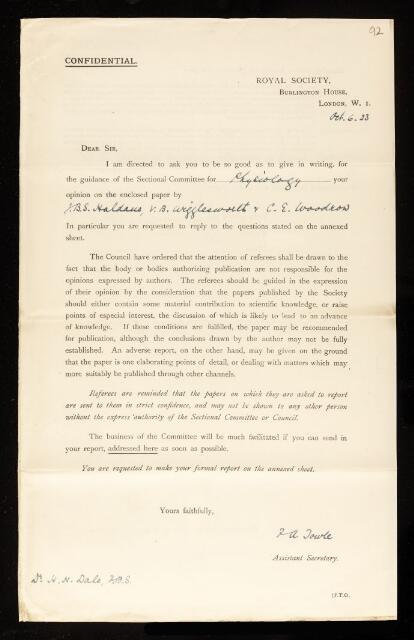 92
CONFIDENTIAL.
ROYAL SOCIETY,
BURLINGTON HOUSE,
LONDON, W. 1.
Oct. 6. 23
DEAR SIR,
I am directed to ask you to be so good as to give in writing, for
the guidance of the Sectional Committee for Physiology your
opinion on the enclosed paper by
J.B.S. Haldane, V. B. Wigglesworth & C. E. Woodrow
In particular you are requested to reply to the questions stated on the annexed
sheet.
The Council have ordered that the attention of referees shall be drawn to the
fact that the body or bodies authorizing publication are not responsible for the
opinions expressed by authors. The referees should be guided in the expression
of their opinion by the consideration that the papers published by the Society
should either contain some material contribution to scientific knowledge, or raise
points of especial interest, the discussion of which is likely to lead to an advance
of knowledge. If those conditions are fulfilled, the paper may be recommended
for publication, although the conclusions drawn by the author may not be fully
established. An adverse report, on the other hand, may be given on the ground
that the paper is one elaborating points of detail, or dealing with matters which may
more suitably be published through other channels.
Referees are reminded that the papers on which they are asked to report
are sent to them in strict confidence, and may not be shown to any other person
without the express authority of the Sectional Committee or Council.
The business of the Committee will be much facilitated if you can send in
your report, addressed here as soon as possible.
You are requested to make your formal report on the annexed sheet.
Yours faithfully,
F A Towle
Assistant Secretary.
Dr. H. H. Dale, F.R.S.
[P.T.O.